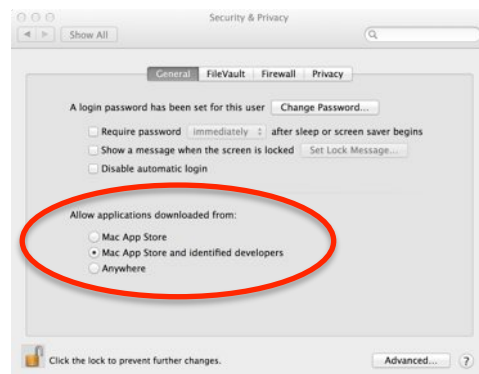 Security & Privacy
Show All
General FileVault Firewall Privacy
A login password has been set for this user Change Password...
Require password immediately after sleep or screen saver begins
Show a message when the screen is locked Set Lock Message...
Disable automatic login
Allow applications downloaded from:
Mac App Store
Mac App Store and identified developers
Anywhere
Click the lock to prevent further changes. Advanced... ?